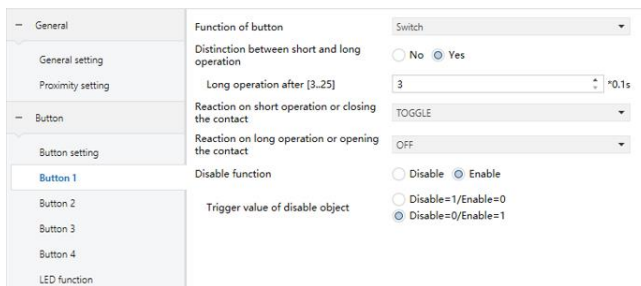 General
General setting
Proximity setting
Button
Button setting
Button 1
Button 2
Button 3
Button 4
LED function
Function of button
Switch
Distinction between short and long
operation
No Yes
Long operation after [3..25]
3
*0.1s
Reaction on short operation or closing
the contact
TOGGLE
Reaction on long operation or opening
the contact
OFF
Disable function
Disable Enable
Trigger value of disable object
Disable=1/Enable=0
Disable=0/Enable=1